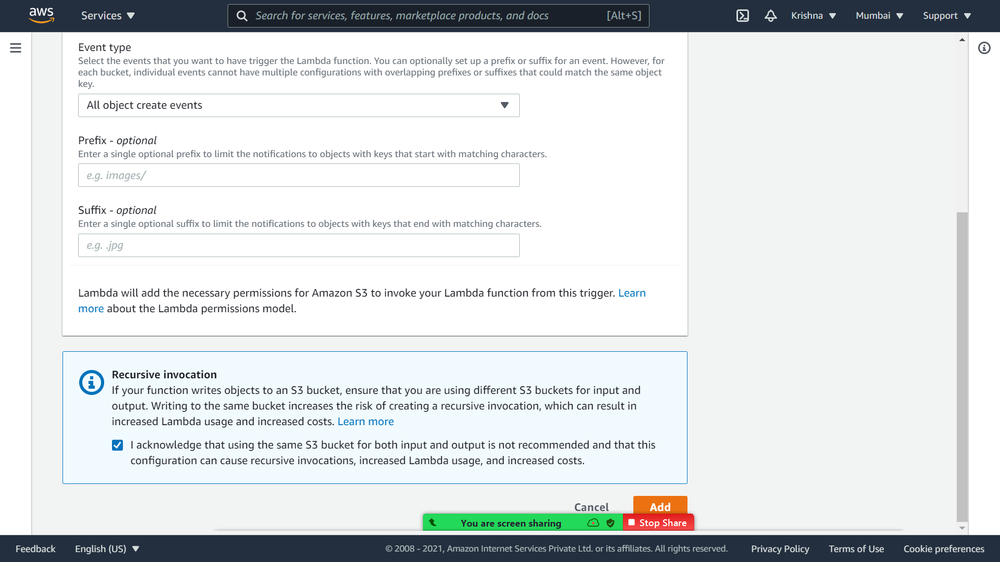 aws
Services
Search for services, features, marketplace products, and docs
[Alt+S]
Krishna
Mumbai
Support
Event type
Select the events that you want to have trigger the Lambda function. You can optionally set up a prefix or suffix for an event. However, for
each bucket, individual events cannot have multiple configurations with overlapping prefixes or suffixes that could match the same object
key.
All object create events
Prefix - optional
Enter a single optional prefix to limit the notifications to objects with keys that start with matching characters.
e.g. images/
Suffix - optional
Enter a single optional suffix to limit the notifications to objects with keys that end with matching characters.
e.g. .jpg
Lambda will add the necessary permissions for Amazon S3 to invoke your Lambda function from this trigger. Learn
more about the Lambda permissions model.
Recursive invocation
If your function writes objects to an S3 bucket, ensure that you are using different S3 buckets for input and
output. Writing to the same bucket increases the risk of creating a recursive invocation, which can result in
increased Lambda usage and increased costs. Learn more
I acknowledge that using the same S3 bucket for both input and output is not recommended and that this
configuration can cause recursive invocations, increased Lambda usage, and increased costs.
Cancel
Add
You are screen sharing
Stop Share
Feedback
English (US)
© 2008 - 2021, Amazon Internet Services Private Ltd. or its affiliates. All rights reserved.
Privacy Policy
Terms of Use
Cookie preferences